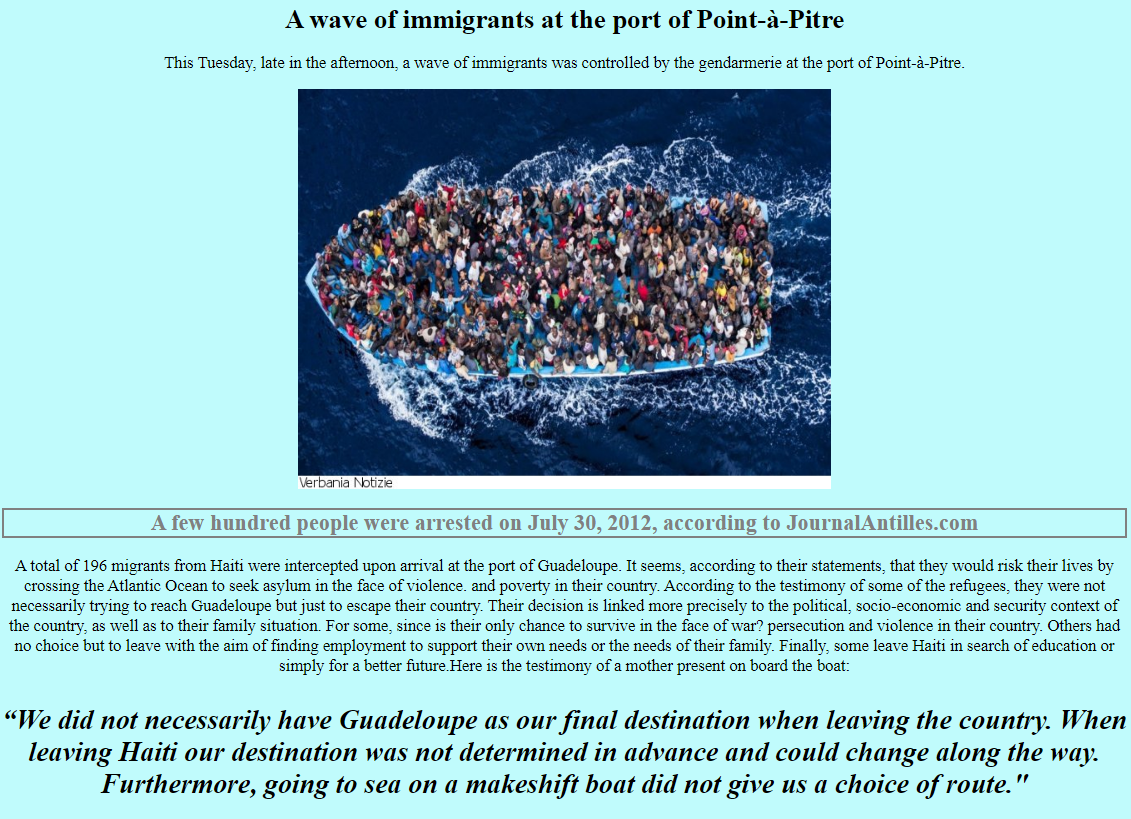 A wave of immigrants at the port of Point-à-Pitre
This Tuesday, late in the afternoon, a wave of immigrants was controlled by the gendarmerie at the port of Point-à-Pitre.
Verbania Notizie
A few hundred people were arrested on July 30, 2012, according to JournalAntilles.com
A total of 196 migrants from Haiti were intercepted upon arrival at the port of Guadeloupe. It seems, according to their statements, that they would risk their lives by
crossing the Atlantic Ocean to seek asylum in the face of violence. and poverty in their country. According to the testimony of some of the refugees, they were not
necessarily trying to reach Guadeloupe but just to escape their country. Their decision is linked more precisely to the political, socio-economic and security context of
the country, as well as to their family situation. For some, since is their only chance to survive in the face of war? persecution and violence in their country. Others had
no choice but to leave with the aim of finding employment to support their own needs or the needs of their family. Finally, some leave Haiti in search of education or
simply for a better future.Here is the testimony of a mother present on board the boat:
“We did not necessarily have Guadeloupe as our final destination when leaving the country. When
leaving Haiti our destination was not determined in advance and could change along the way.
Furthermore, going to sea on a makeshift boat did not give us a choice of route."